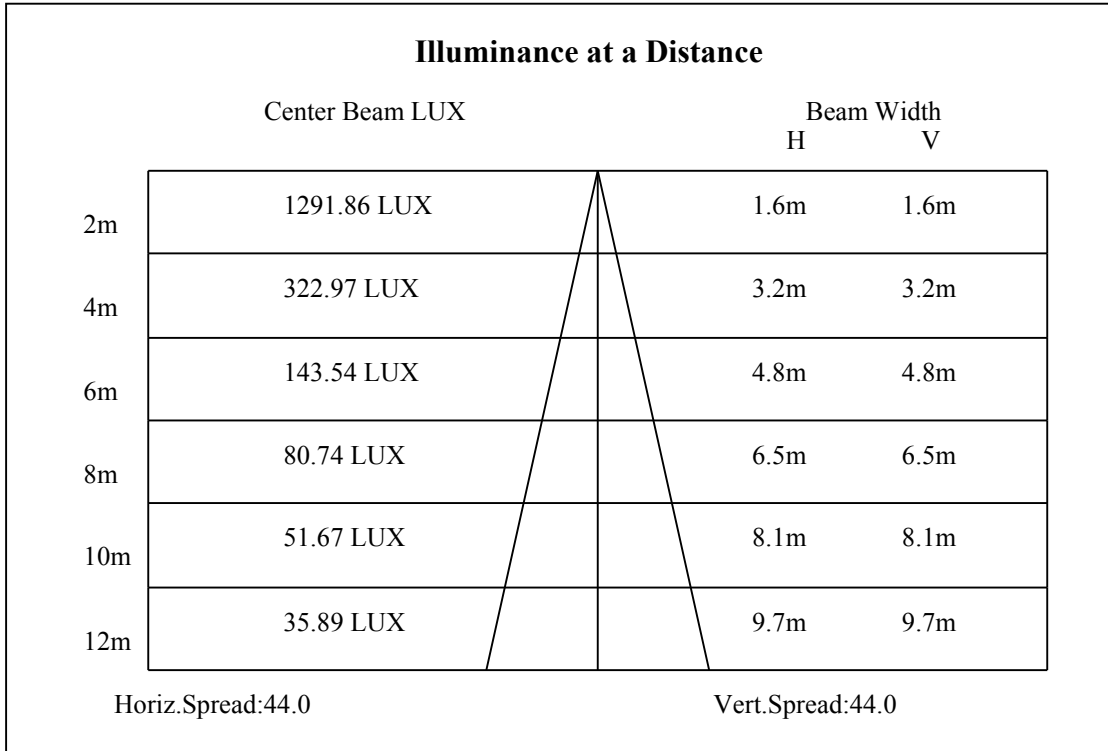 Illuminance at a Distance
Center Beam LUX Beam Width
H V
2m 1291.86 LUX 1.6m 1.6m
4m 322.97 LUX 3.2m 3.2m
6m 143.54 LUX 4.8m 4.8m
8m 80.74 LUX 6.5m 6.5m
10m 51.67 LUX 8.1m 8.1m
12m 35.89 LUX 9.7m 9.7m
Horiz.Spread:44.0 Vert.Spread:44.0